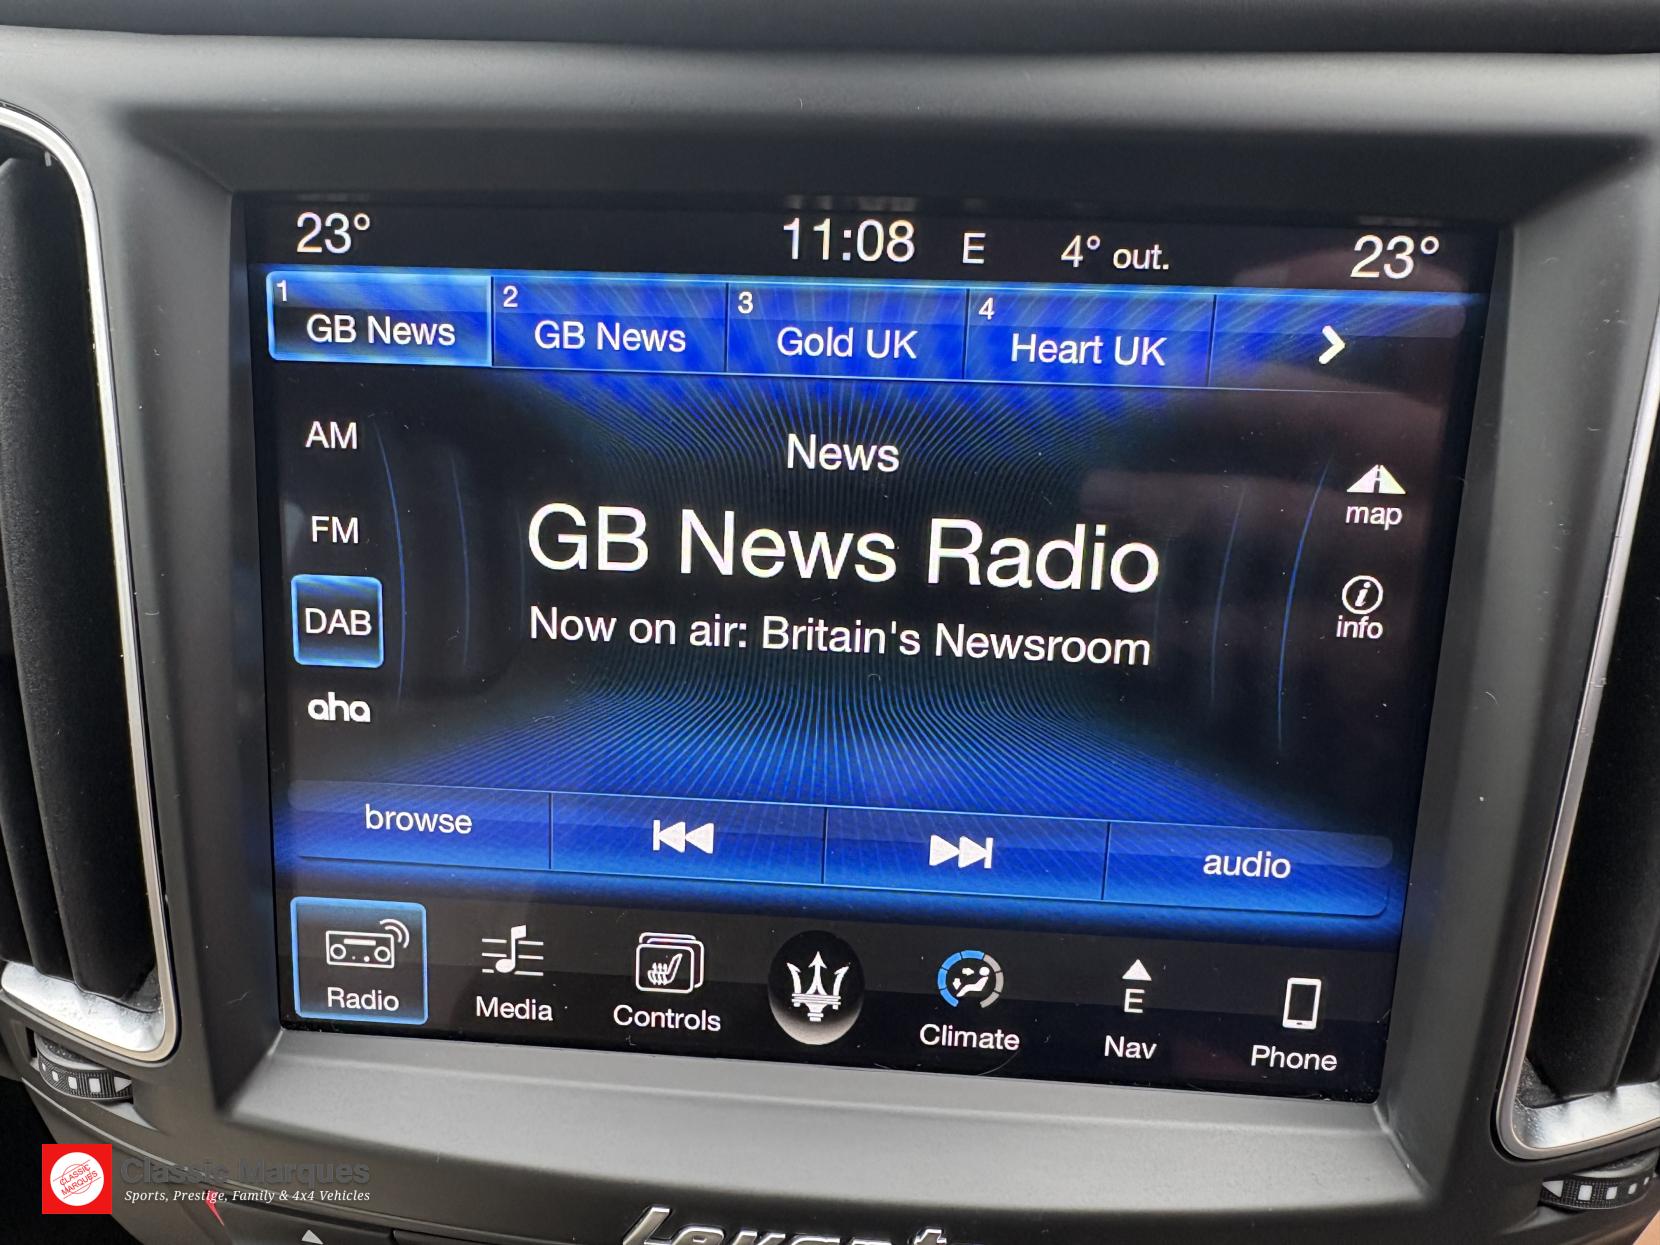 23° 11:08 E 4° out. 23°
1 GB News 2 GB News 3 Gold UK 4 Heart UK
AM
FM
DAB
aha
News
GB News Radio
Now on air: Britain's Newsroom
map
info
browse audio
Radio Media Controls Climate E Nav Phone
CLASSIC MARQUES
Classic Marques
Sports, Prestige, Family & 4x4 Vehicles